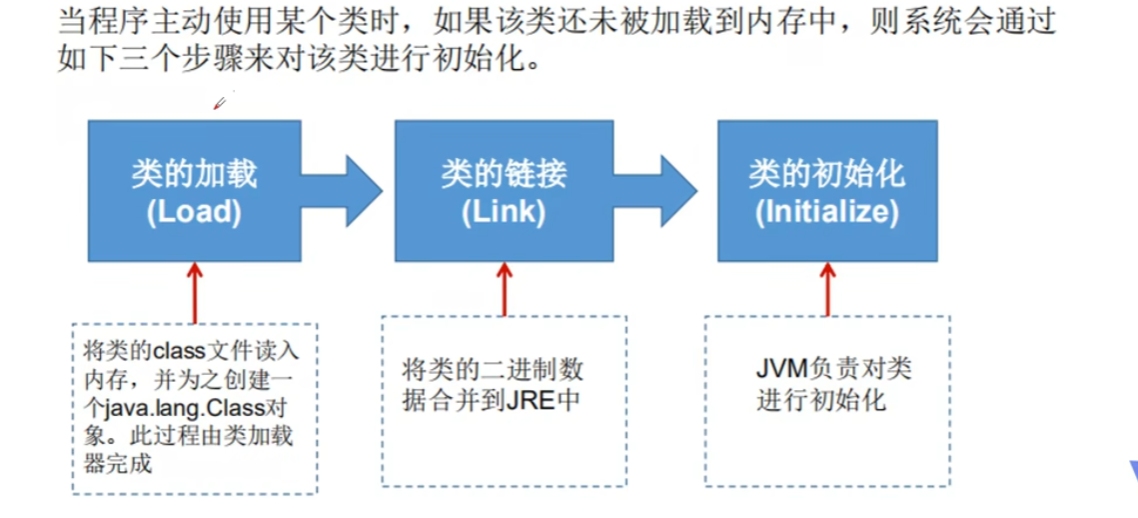 当程序主动使用某个类时，如果该类还未被加载到内存中，则系统会通过
如下三个步骤来对该类进行初始化。
类的加载
(Load)
类的链接
(Link)
类的初始化
(Initialize)
将类的class文件读入
内存，并为之创建一
个java.lang.Class对
象。此过程由类加载
器完成
将类的二进制数
据合并到JRE中
JVM负责对类
进行初始化